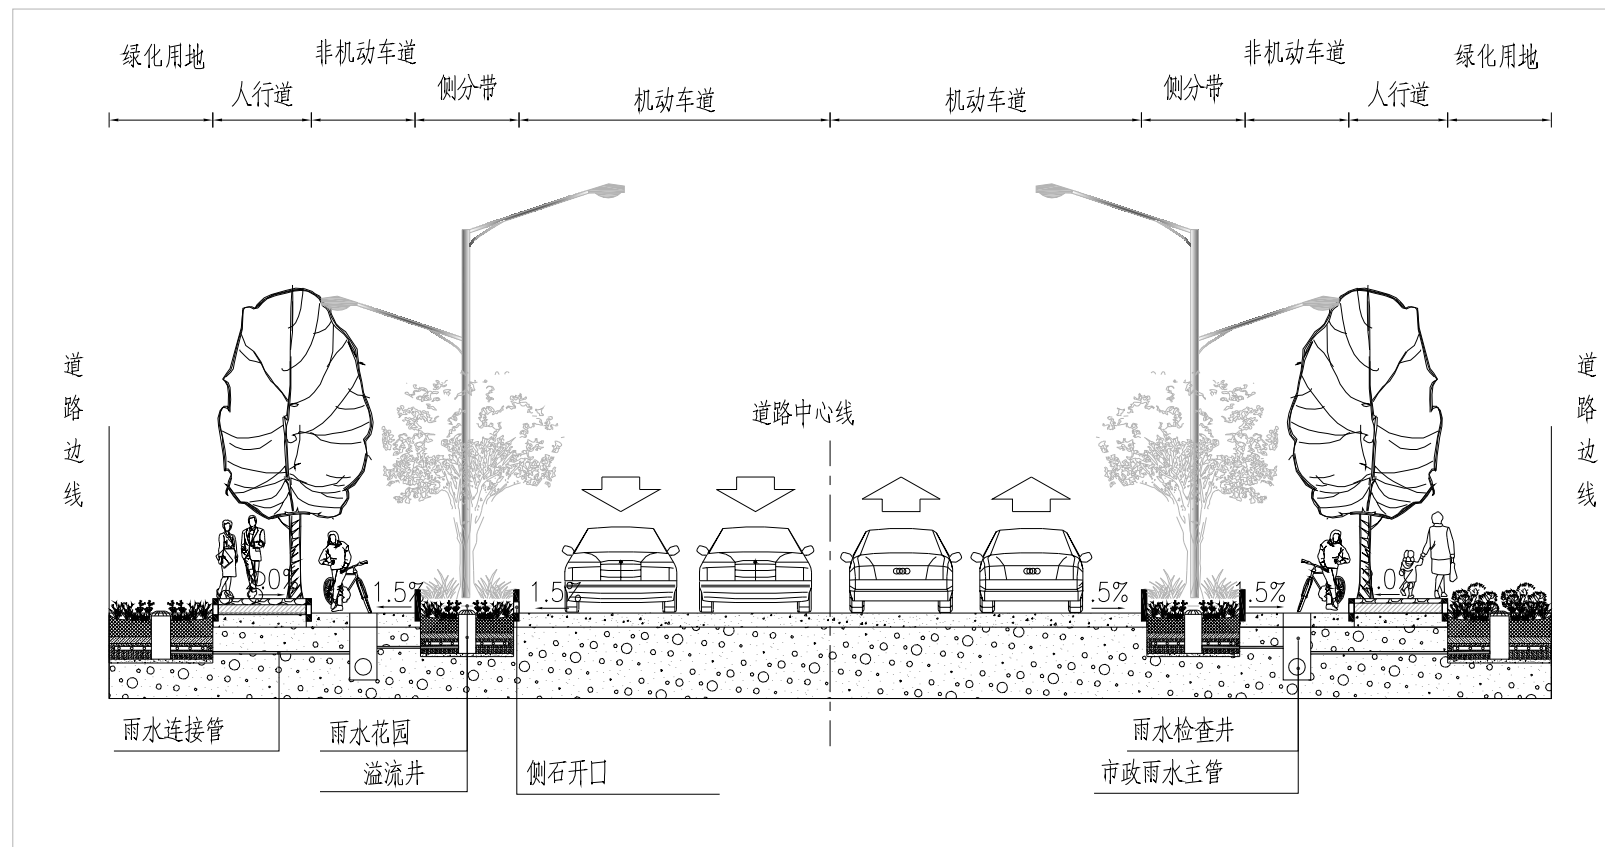 绿化用地
人行道
非机动车道
侧分带
机动车道
机动车道
侧分带
非机动车道
人行道
绿化用地
道路边线
道路中心线
道路边线
1.5%
1.5%
.5%
1.5%
雨水连接管
雨水花园
溢流井
侧石开口
雨水检查井
市政雨水主管